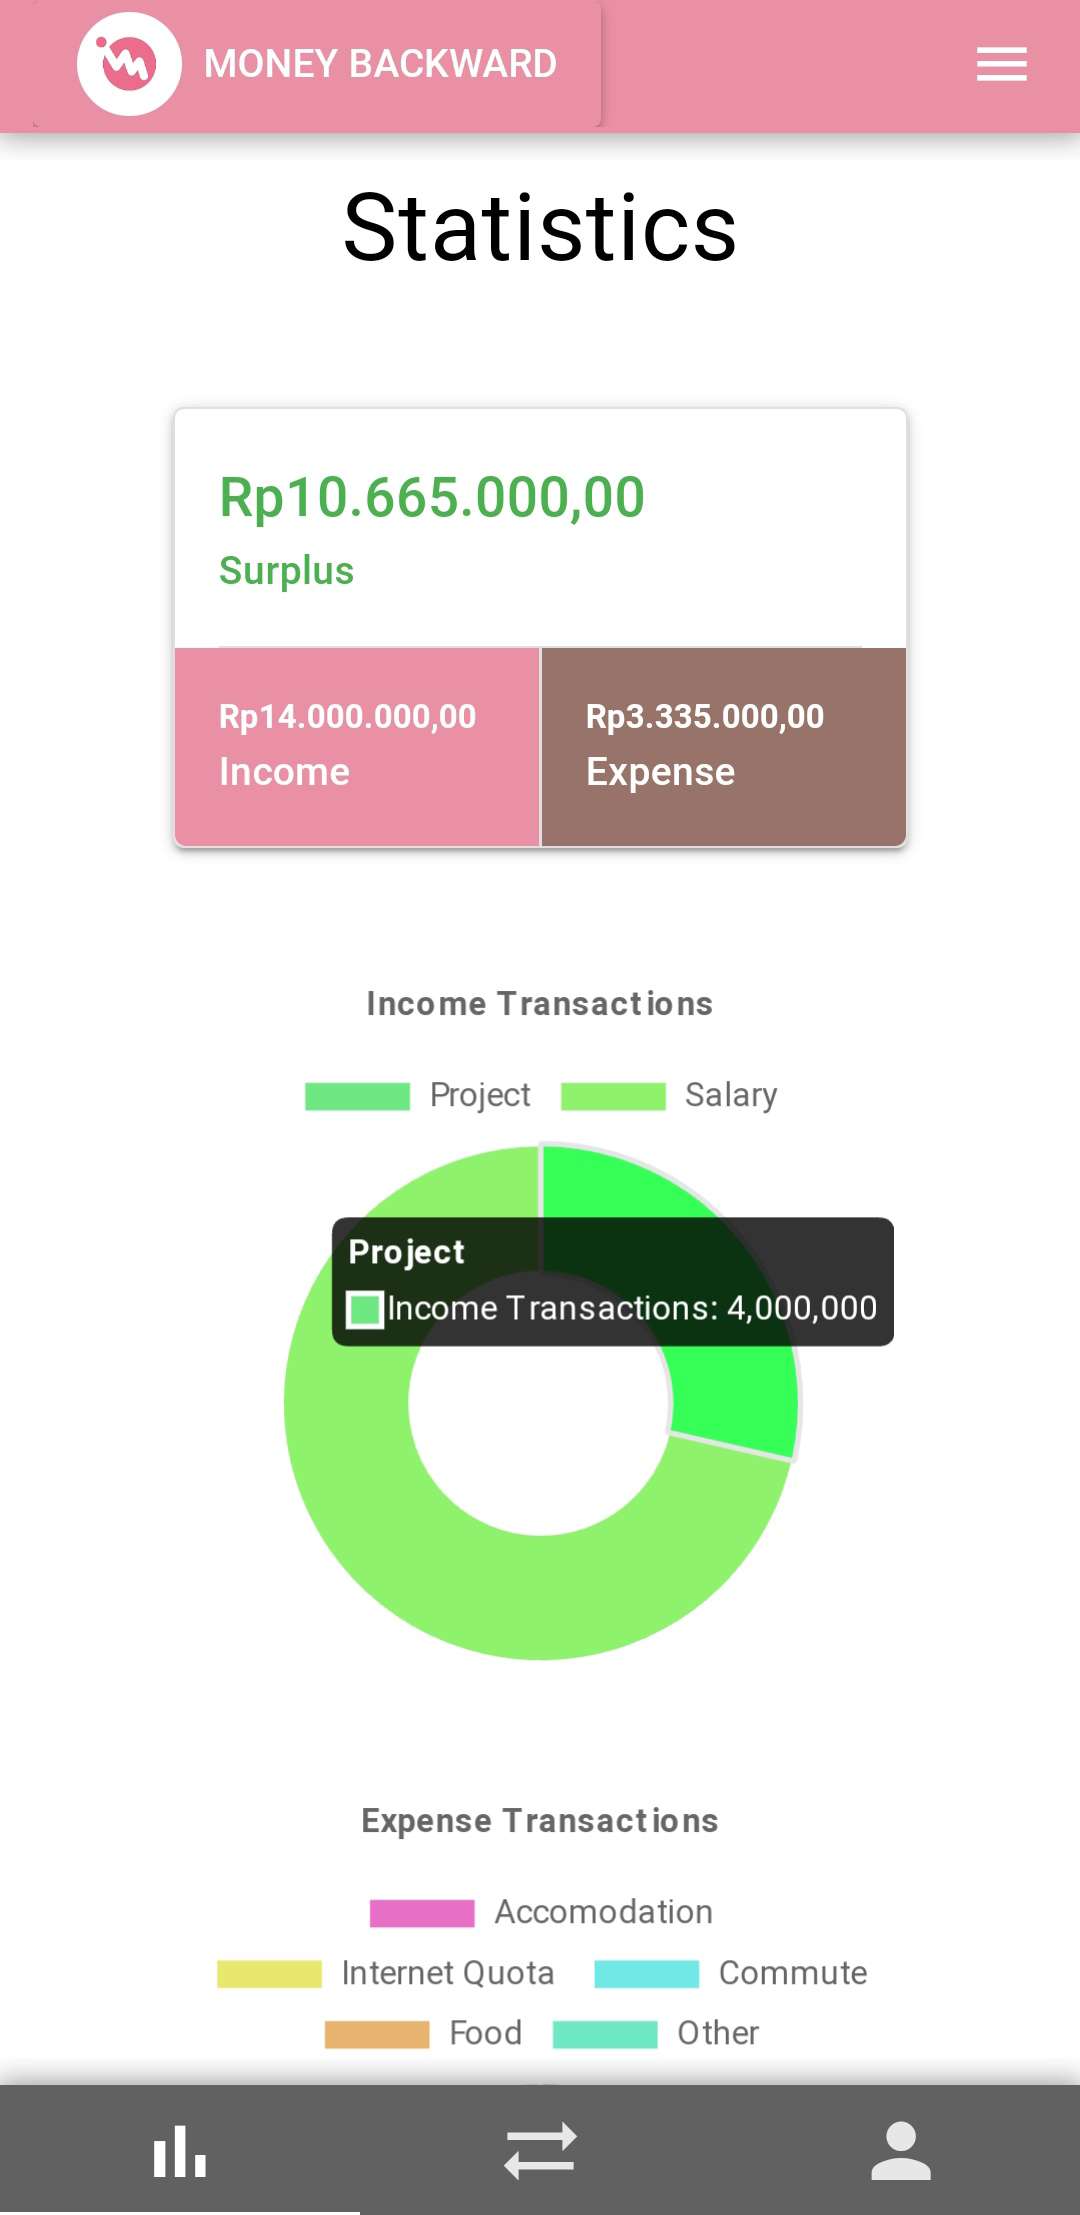 MONEY BACKWARD
Statistics
Rp10.665.000,00
Surplus
Rp14.000.000,00
Income
Rp3.335.000,00
Expense
Income Transactions
Project Salary
Project
Income Transactions: 4,000,000
Expense Transactions
Accomodation
Internet Quota Commute
Food Other